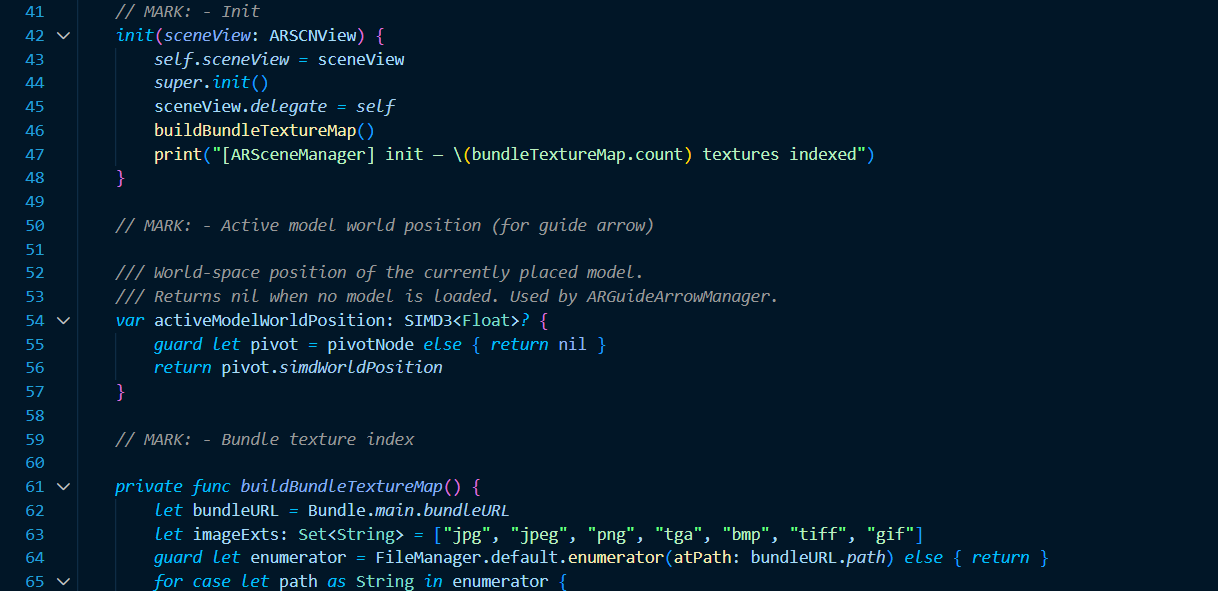 41 // MARK: - Init
42 init(sceneView: ARSCNView) {
43 self.sceneView = sceneView
44 super.init()
45 sceneView.delegate = self
46 buildBundleTextureMap()
47 print("[ARSceneManager] init — \(bundleTextureMap.count) textures indexed")
48 }
49
50 // MARK: - Active model world position (for guide arrow)
51
52 /// World-space position of the currently placed model.
53 /// Returns nil when no model is loaded. Used by ARGuideArrowManager.
54 var activeModelWorldPosition: SIMD3<Float>? {
55 guard let pivot = pivotNode else { return nil }
56 return pivot.simdWorldPosition
57 }
58
59 // MARK: - Bundle texture index
60
61 private func buildBundleTextureMap() {
62 let bundleURL = Bundle.main.bundleURL
63 let imageExts: Set<String> = ["jpg", "jpeg", "png", "tga", "bmp", "tiff", "gif"]
64 guard let enumerator = FileManager.default.enumerator(atPath: bundleURL.path) else { return }
65 for case let path as String in enumerator {